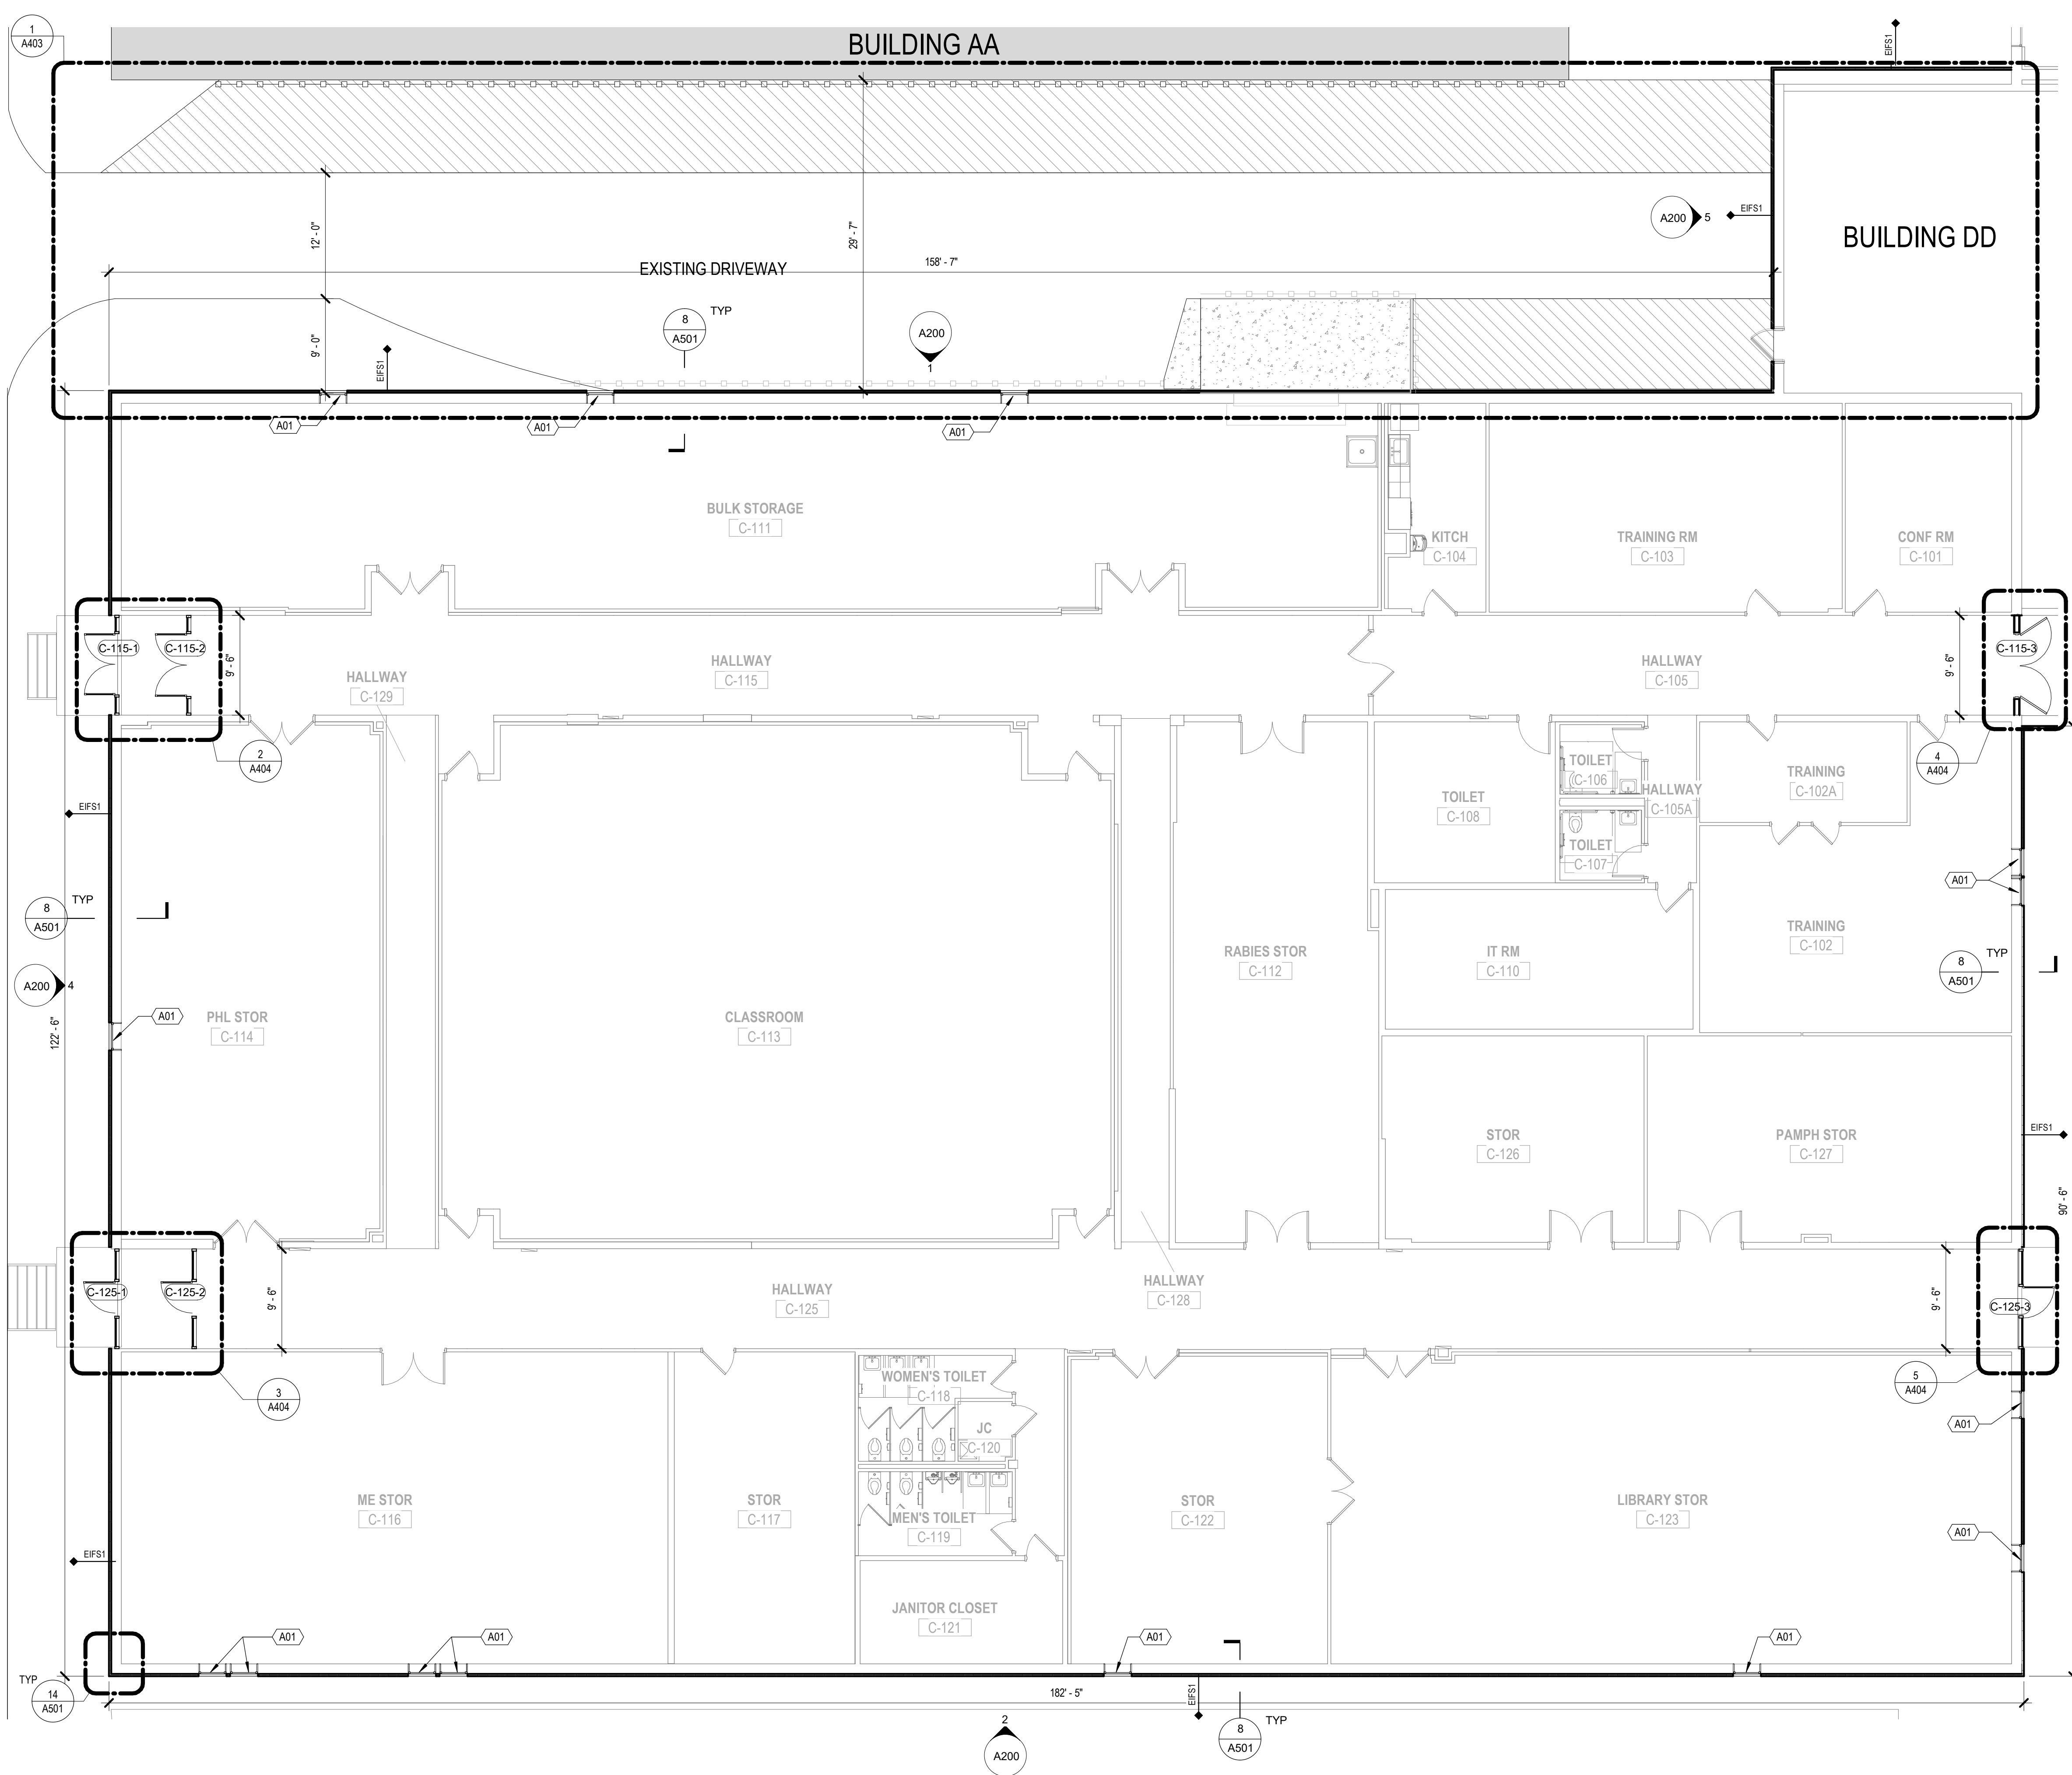 1
A403
BUILDING AA
EIFS1
12' - 0"
29' - 7"
A200
5
EIFS1
BUILDING DD
EXISTING DRIVEWAY
158' - 7"
9' - 0"
EIFS1
8
A501
TYP
A200
1
A01
A01
A01
BULK STORAGE
C-111
KITCH
C-104
TRAINING RM
C-103
CONF RM
C-101
C-115-1
C-115-2
9' - 6"
HALLWAY
C-129
HALLWAY
C-115
HALLWAY
C-105
9' - 6"
C-115-3
2
A404
4
A404
TOILET
C-106
HALLWAY
C-105A
TRAINING
C-102A
TOILET
C-108
TOILET
C-107
EIFS1
A01
8
A501
TYP
TRAINING
C-102
RABIES STOR
C-112
IT RM
C-110
8
A501
TYP
A200
4
122' - 6"
A01
PHL STOR
C-114
CLASSROOM
C-113
STOR
C-126
PAMPH STOR
C-127
EIFS1
90' - 6"
C-125-1
C-125-2
9' - 6"
HALLWAY
C-125
HALLWAY
C-128
9' - 6"
C-125-3
3
A404
WOMEN'S TOILET
C-118
5
A404
A01
JC
C-120
ME STOR
C-116
STOR
C-117
MEN'S TOILET
C-119
STOR
C-122
LIBRARY STOR
C-123
A01
EIFS1
JANITOR CLOSET
C-121
A01
A01
A01
A01
TYP
14
A501
182' - 5"
EIFS1
2
A200
8
A501
TYP